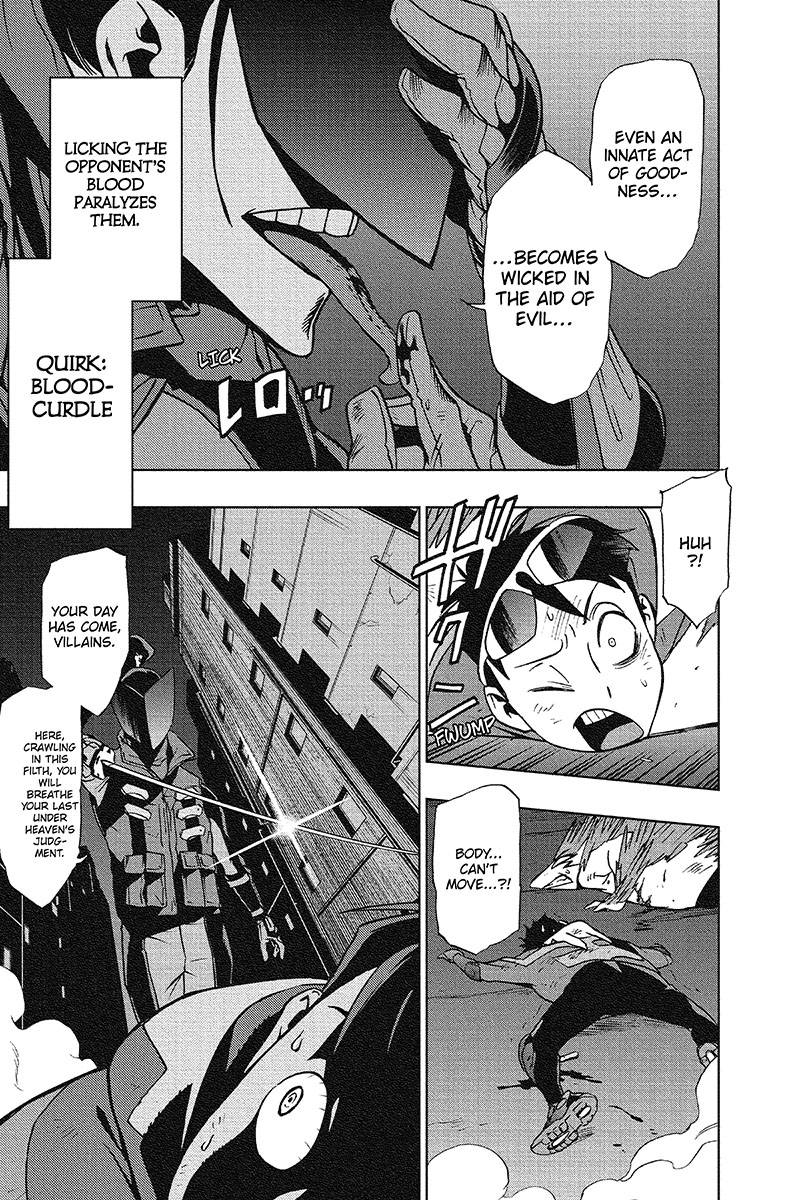 EVEN AN
INNATE ACT
OF GOOD-
NESS...
...BECOMES
WICKED IN
THE AID OF
EVIL...
LICKING THE
OPPONENT'S
BLOOD
PARALYZES
THEM.
QUIRK:
BLOOD-
CURDLE
LICK
レロッ
HUH
?!
FWUMP
BODY...
CAN'T
MOVE...?!
YOUR DAY
HAS COME,
VILLAINS.
HERE,
CRAWLING
IN THIS
FILTH, YOU
WILL
BREATHE
YOUR LAST
UNDER
HEAVEN'S
JUDG-
MENT.